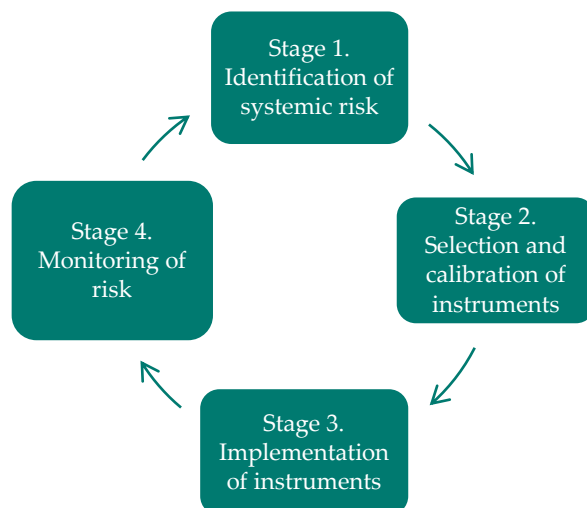 Stage 1.
Identification of
systemic risk
Stage 2.
Selection and
calibration of
instruments
Stage 3.
Implementation
of instruments
Stage 4.
Monitoring of
risk